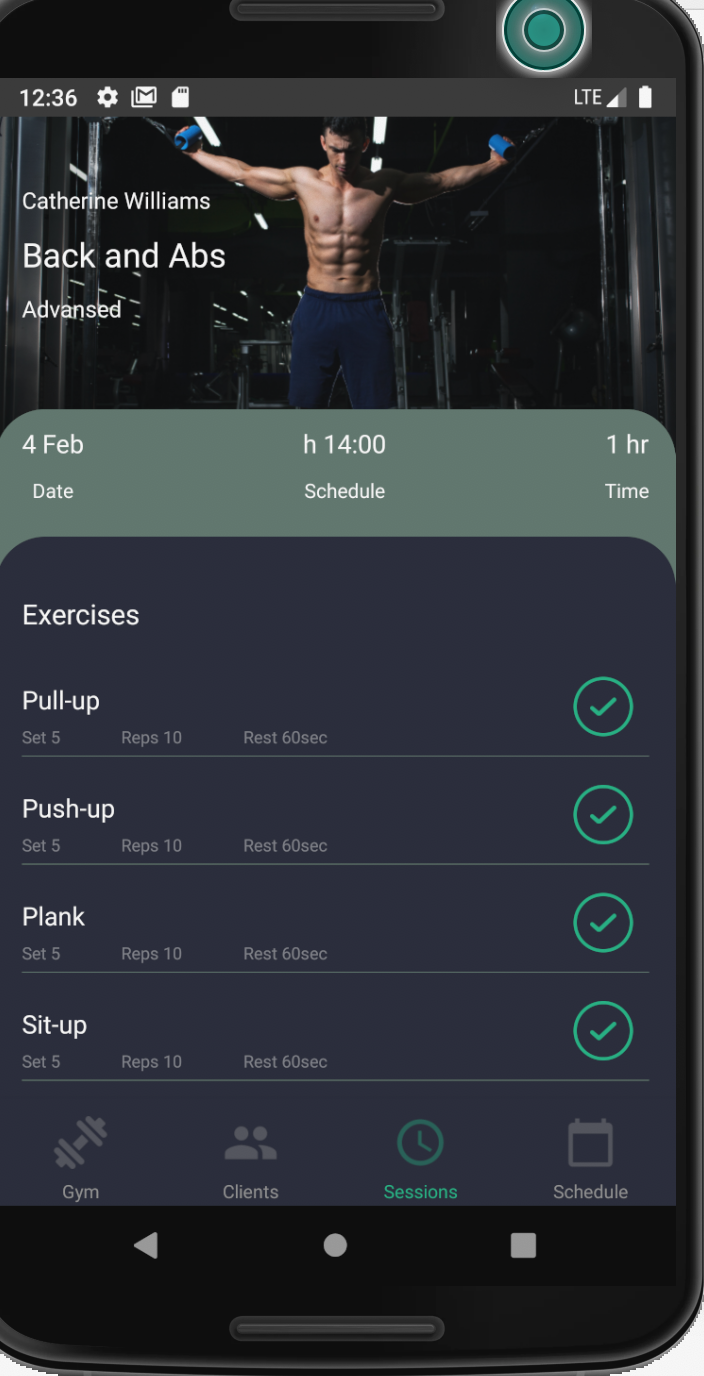 12:36 LTE
Catherine Williams
Back and Abs
Advansed
4 Feb h 14:00 1 hr
Date Schedule Time
Exercises
Pull-up
Set 5 Reps 10 Rest 60sec
Push-up
Set 5 Reps 10 Rest 60sec
Plank
Set 5 Reps 10 Rest 60sec
Sit-up
Set 5 Reps 10 Rest 60sec
Gym Clients Sessions Schedule